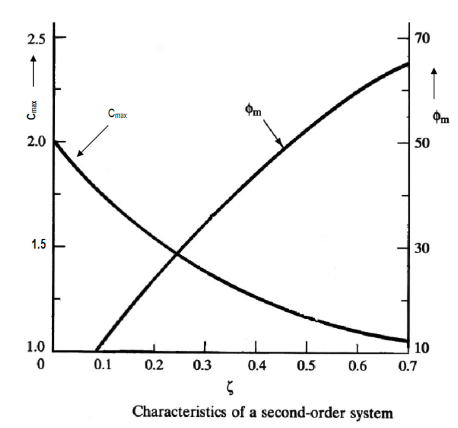 2.5
2.0
1.5
1.0
Cmax
Cmax
ϕm
70
50
30
10
ϕm
0 0.1 0.2 0.3 0.4 0.5 0.6 0.7
ζ
Characteristics of a second-order system